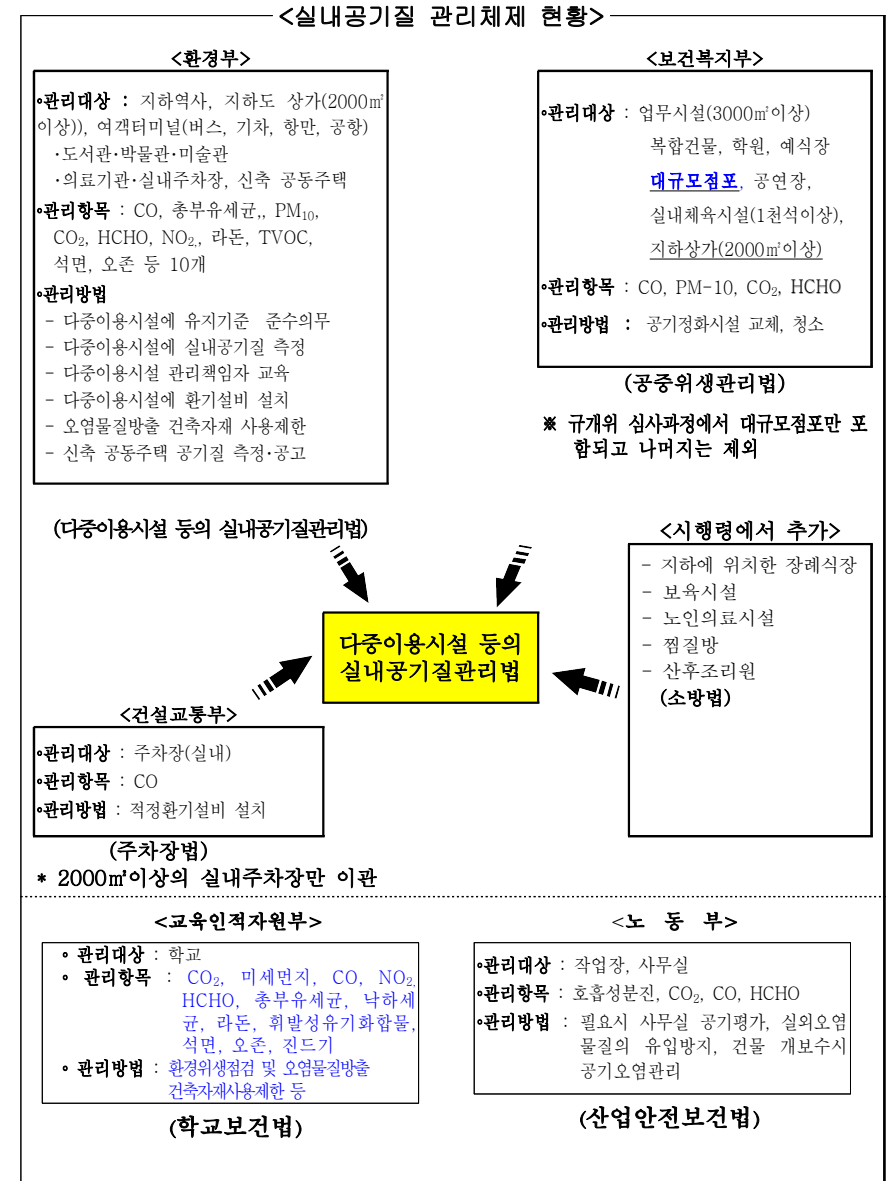 <실내공기질 관리체제 현황>
<환경부>
∘관리대상 : 지하역사, 지하도 상가(2000㎡
이상)), 여객터미널(버스, 기차, 항만, 공항)
·도서관·박물관·미술관
·의료기관·실내주차장, 신축 공동주택
∘관리항목 : CO, 총부유세균,, PM₁₀,
CO₂, HCHO, NO₂,, 라돈, TVOC,
석면, 오존 등 10개
∘관리방법
- 다중이용시설에 유지기준 준수의무
- 다중이용시설에 실내공기질 측정
- 다중이용시설 관리책임자 교육
- 다중이용시설에 환기설비 설치
- 오염물질방출 건축자재 사용제한
- 신축 공동주택 공기질 측정·공고
(다중이용시설 등의 실내공기질관리법)
<보건복지부>
∘관리대상 : 업무시설(3000㎡이상)
복합건물, 학원, 예식장
대규모점포, 공연장,
실내체육시설(1천석이상),
지하상가(2000㎡이상)
∘관리항목 : CO, PM-10, CO₂, HCHO
∘관리방법 : 공기정화시설 교체, 청소
(공중위생관리법)
※ 규개위 심사과정에서 대규모점포만 포
함되고 나머지는 제외
<시행령에서 추가>
- 지하에 위치한 장례식장
- 보육시설
- 노인의료시설
- 찜질방
- 산후조리원
(소방법)
다중이용시설 등의
실내공기질관리법
<건설교통부>
∘관리대상 : 주차장(실내)
∘관리항목 : CO
∘관리방법 : 적정환기설비 설치
(주차장법)
* 2000㎡이상의 실내주차장만 이관
<교육인적자원부>
∘ 관리대상 : 학교
∘ 관리항목 : CO₂, 미세먼지, CO, NO₂,
HCHO, 총부유세균, 낙하세
균, 라돈, 휘발성유기화합물,
석면, 오존, 진드기
∘ 관리방법 : 환경위생점검 및 오염물질방출
건축자재사용제한 등
(학교보건법)
<노 동 부>
∘관리대상 : 작업장, 사무실
∘관리항목 : 호흡성분진, CO₂, CO, HCHO
∘관리방법 : 필요시 사무실 공기평가, 실외오염
물질의 유입방지, 건물 개보수시
공기오염관리
(산업안전보건법)